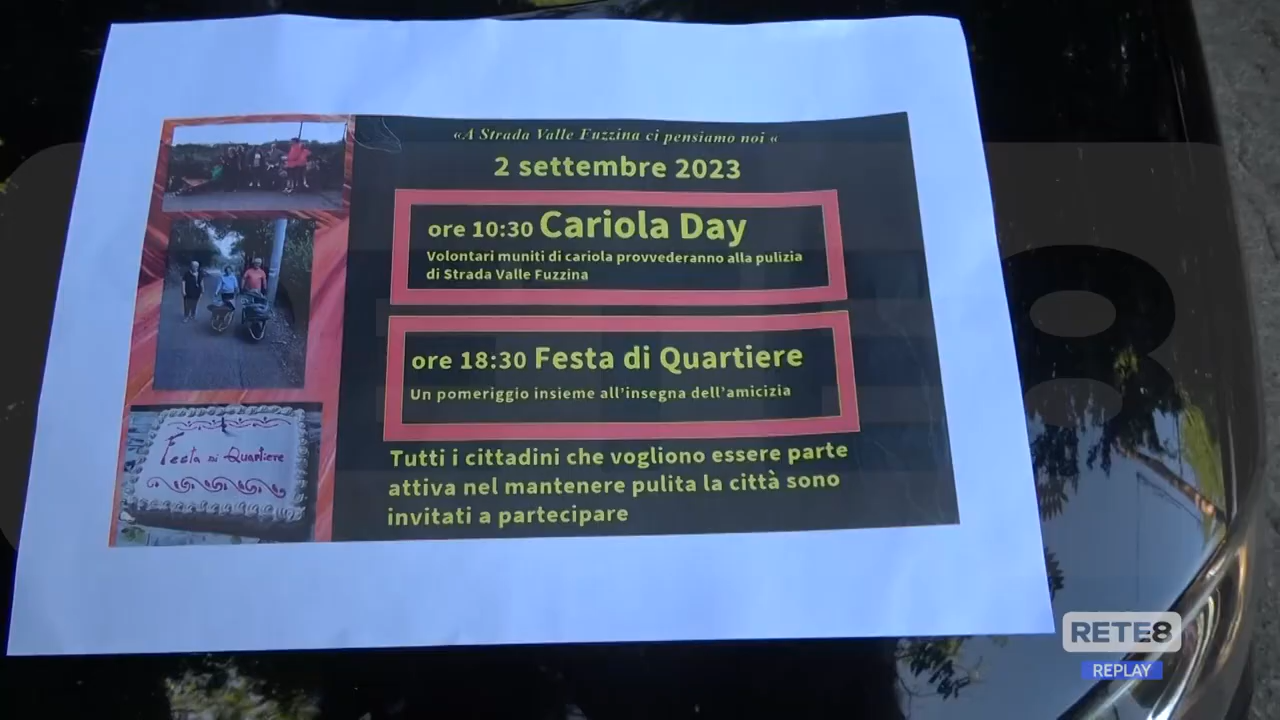 «A Strada Valle Fuzzina ci pensiamo noi «
2 settembre 2023
ore 10:30 Cariola Day
Volontari muniti di cariola provvederanno alla pulizia
di Strada Valle Fuzzina
ore 18:30 Festa di Quartiere
Un pomeriggio insieme all'insegna dell'amicizia
Tutti i cittadini che vogliono essere parte
attiva nel mantenere pulita la città sono
invitati a partecipare
Festa di Quartiere
8
RETE8
REPLAY